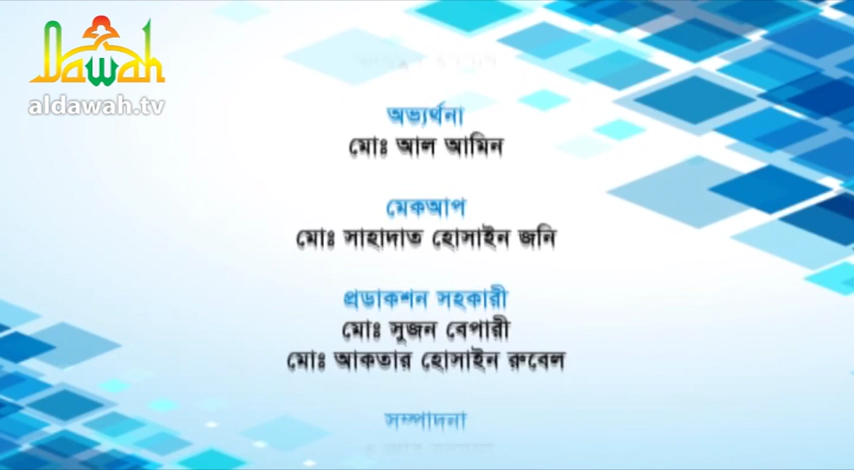 Dawah
aldawah.tv
অভ্যর্থনা
মোঃ আল আমিন
মেকআপ
মোঃ সাহাদাত হোসাইন জনি
প্রডাকশন সহকারী
মোঃ সুজন বেপারী
মোঃ আকতার হোসাইন রুবেল
সম্পাদনা